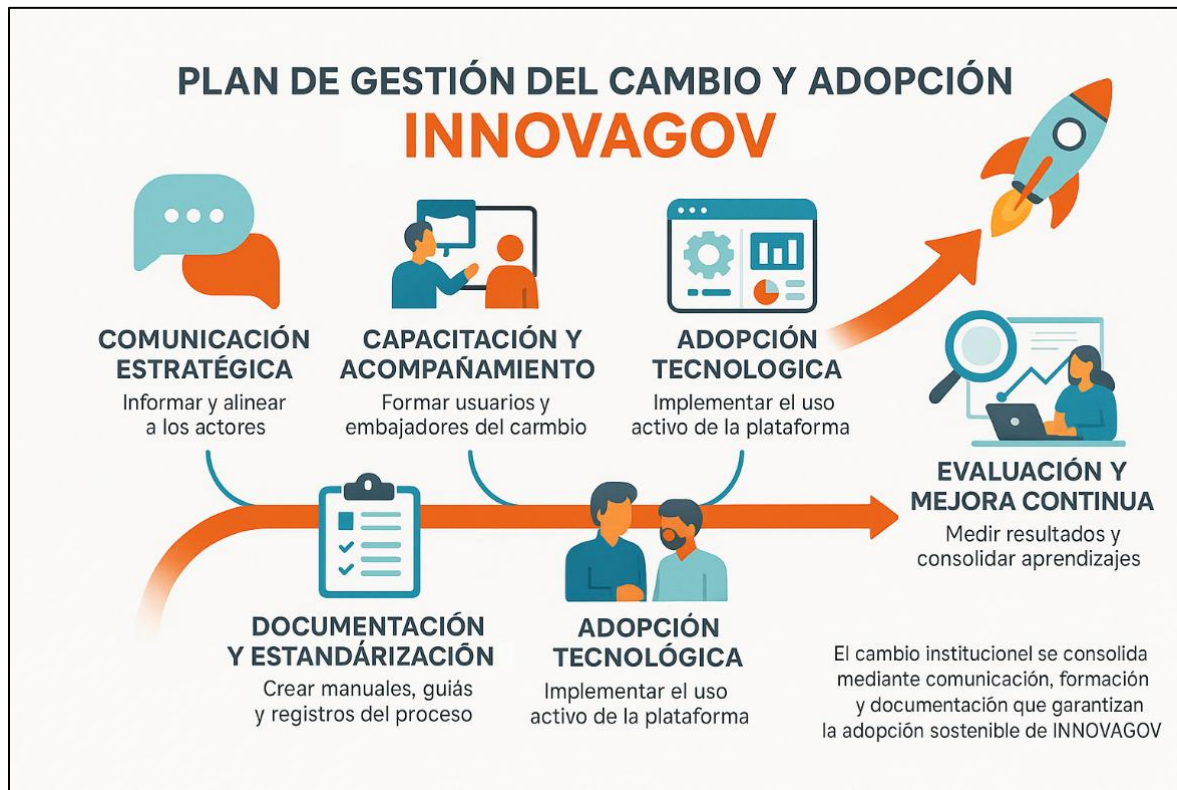 PLAN DE GESTIÓN DEL CAMBIO Y ADOPCIÓN
INNOVAGOV
COMUNICACIÓN
ESTRATÉGICA
Informar y alinear
a los actores
CAPACITACIÓN Y
ACOMPAÑAMIENTO
Formar usuarios y
embajadores del carmbio
ADOPCIÓN
TECNOLOGICA
Implementar el uso
activo de la plataforma
EVALUACIÓN Y
MEJORA CONTINUA
Medir resultados y
consolidar aprendizajes
DOCUMENTACIÓN
Y ESTANDÁRIZACIÓN
Crear manuales, guiás
y registros del proceso
ADOPCIÓN
TECNOLÓGICA
Implementar el uso
activo de la plataforma
El cambio institucionel se consolida
mediante comunicación, formación
y documentación que garantizan
la adopción sostenible de INNOVAGOV